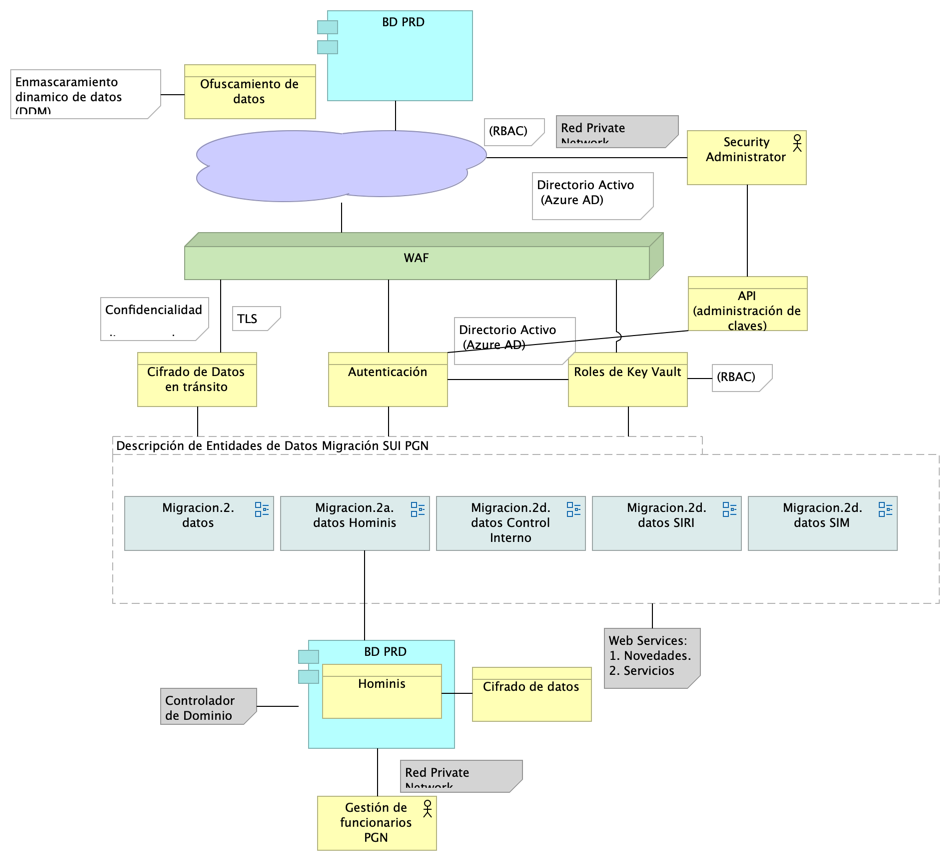 BD PRD
Enmascaramiento
dinamico de datos
(DDM)
Ofuscamiento de
datos
(RBAC)
Red Private
Network
Security
Administrator
Directorio Activo
(Azure AD)
WAF
Confidencialidad
TLS
API
(administración de
claves)
Directorio Activo
(Azure AD)
Cifrado de Datos
en tránsito
Autenticación
Roles de Key Vault
(RBAC)
Descripción de Entidades de Datos Migración SUI PGN
Migracion.2.
datos
Migracion.2a.
datos Hominis
Migracion.2d.
datos Control
Interno
Migracion.2d.
datos SIRI
Migracion.2d.
datos SIM
BD PRD
Hominis
Cifrado de datos
Web Services:
1. Novedades.
2. Servicios
Controlador
de Dominio
Red Private
Network
Gestión de
funcionarios
PGN